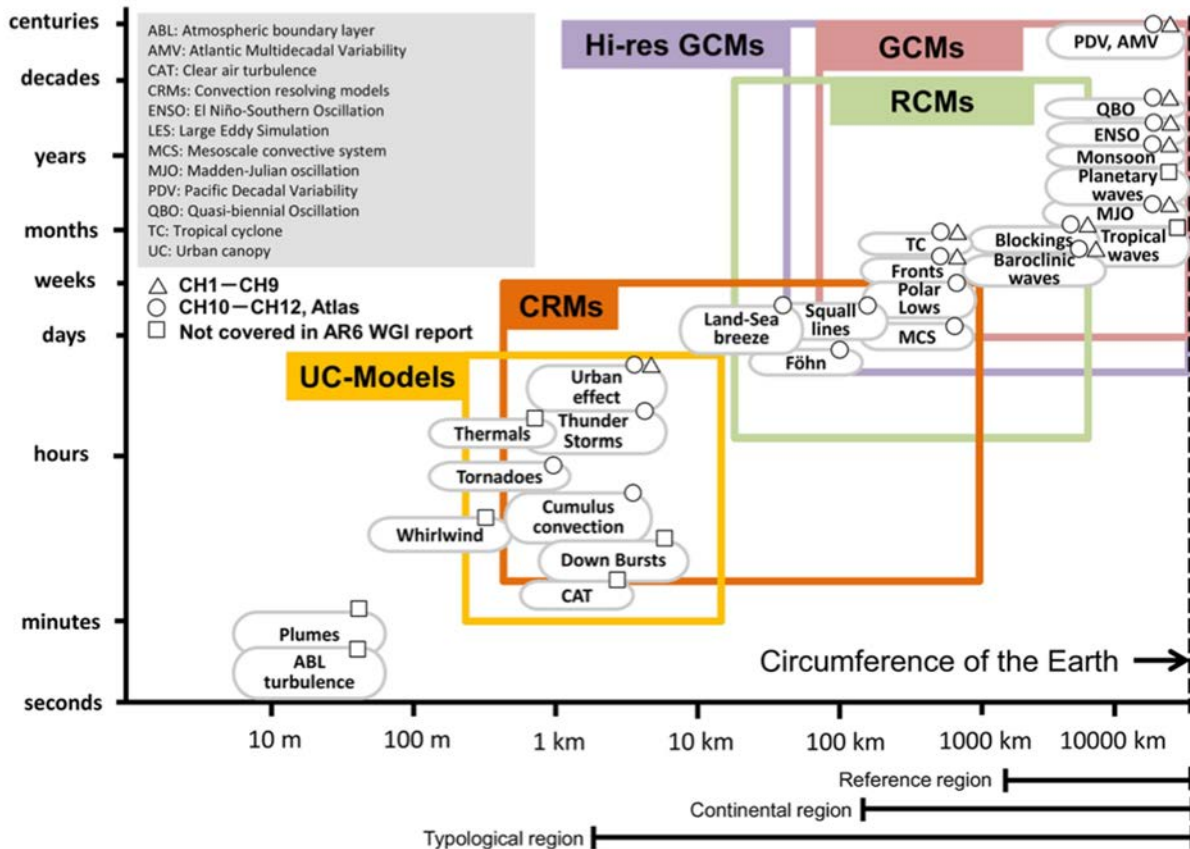 centuries
decades
years
months
weeks
days
hours
minutes
seconds
ABL: Atmospheric boundary layer
AMV: Atlantic Multidecadal Variability
CAT: Clear air turbulence
CRMs: Convection resolving models
ENSO: El Niño-Southern Oscillation
LES: Large Eddy Simulation
MCS: Mesoscale convective system
MJO: Madden-Julian oscillation
PDV: Pacific Decadal Variability
QBO: Quasi-biennial Oscillation
TC: Tropical cyclone
UC: Urban canopy
CH1—CH9
CH10—CH12, Atlas
Not covered in AR6 WGI report
Hi-res GCMs
GCMs
RCMs
CRMs
UC-Models
PDV, AMV
QBO
ENSO
Monsoon
Planetary
waves
MJO
Tropical
waves
Blockings
Baroclinic
waves
TC
Fronts
Polar
Lows
MCS
Squall
lines
Land-Sea
breeze
Föhn
Urban
effect
Thunder
Storms
Thermals
Tornadoes
Cumulus
convection
Whirlwind
Down Bursts
CAT
Plumes
ABL
turbulence
Circumference of the Earth
10 m
100 m
1 km
10 km
100 km
1000 km
10000 km
Reference region
Continental region
Typological region